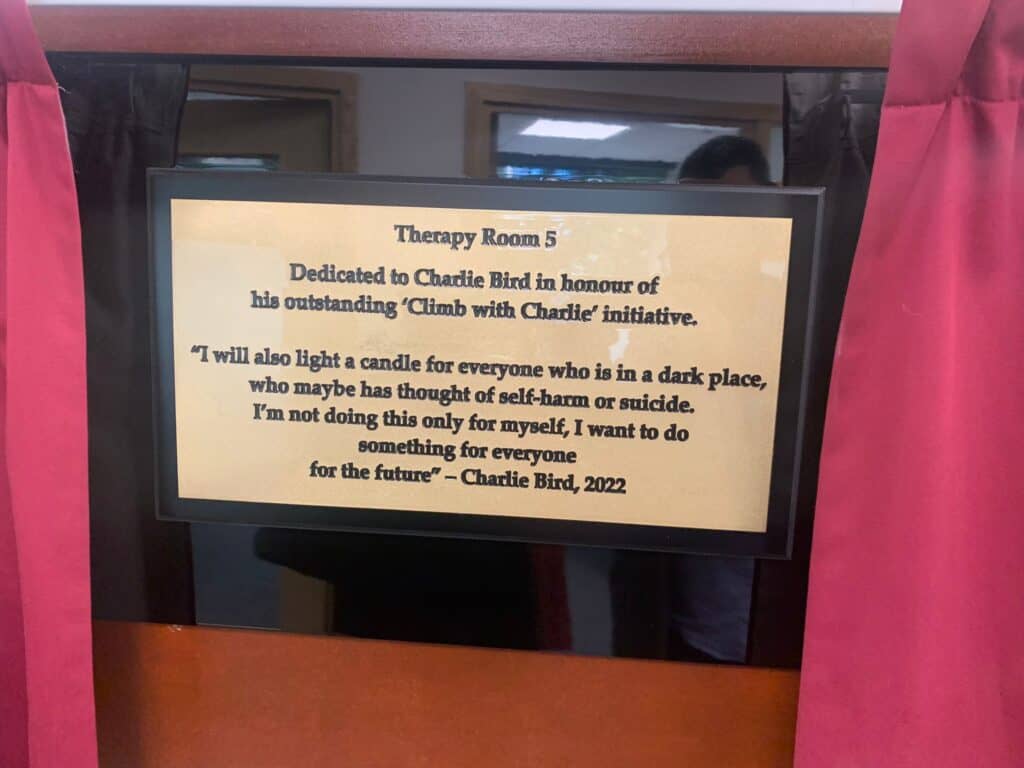 Therapy Room 5
Dedicated to Charlie Bird in honour of
his outstanding ‘Climb with Charlie’ initiative.
“I will also light a candle for everyone who is in a dark place,
who maybe has thought of self-harm or suicide.
I’m not doing this only for myself, I want to do
something for everyone
for the future” – Charlie Bird, 2022